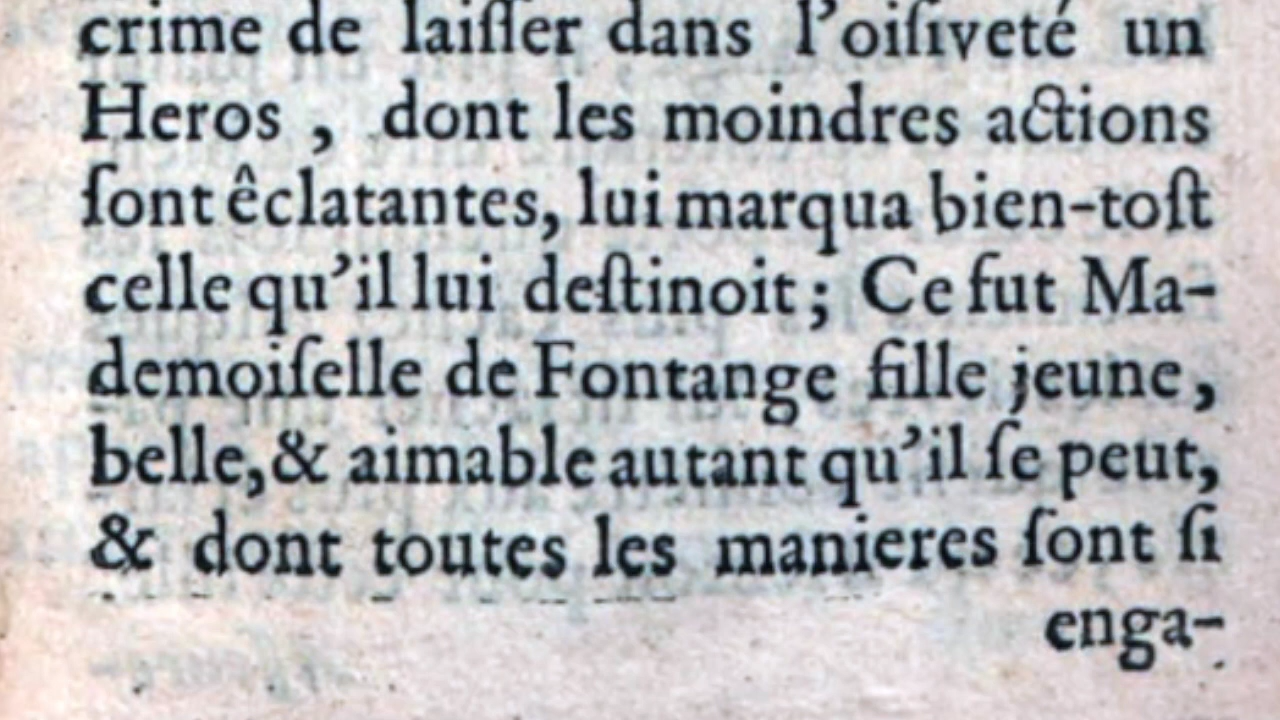 crime de laiſſer dans l'oiſiveté un
Heros , dont les moindres actions
ſont êclatantes, lui marqua bien-toſt
celle qu'il lui deſtinoit ; Ce fut Ma-
demoiſelle de Fontange fille jeune,
belle, & aimable autant qu'il ſe peut,
& dont toutes les manieres ſont ſi
enga-